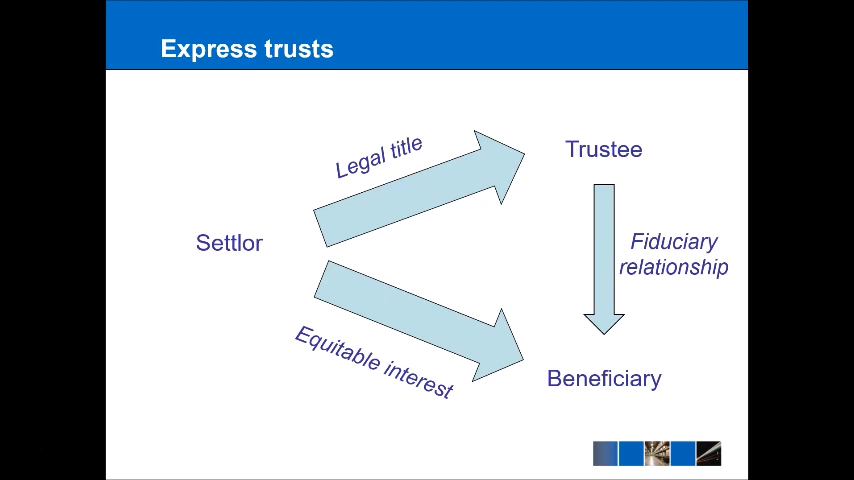 Express trusts
Legal title
Trustee
Settlor
Fiduciary
relationship
Equitable interest
Beneficiary